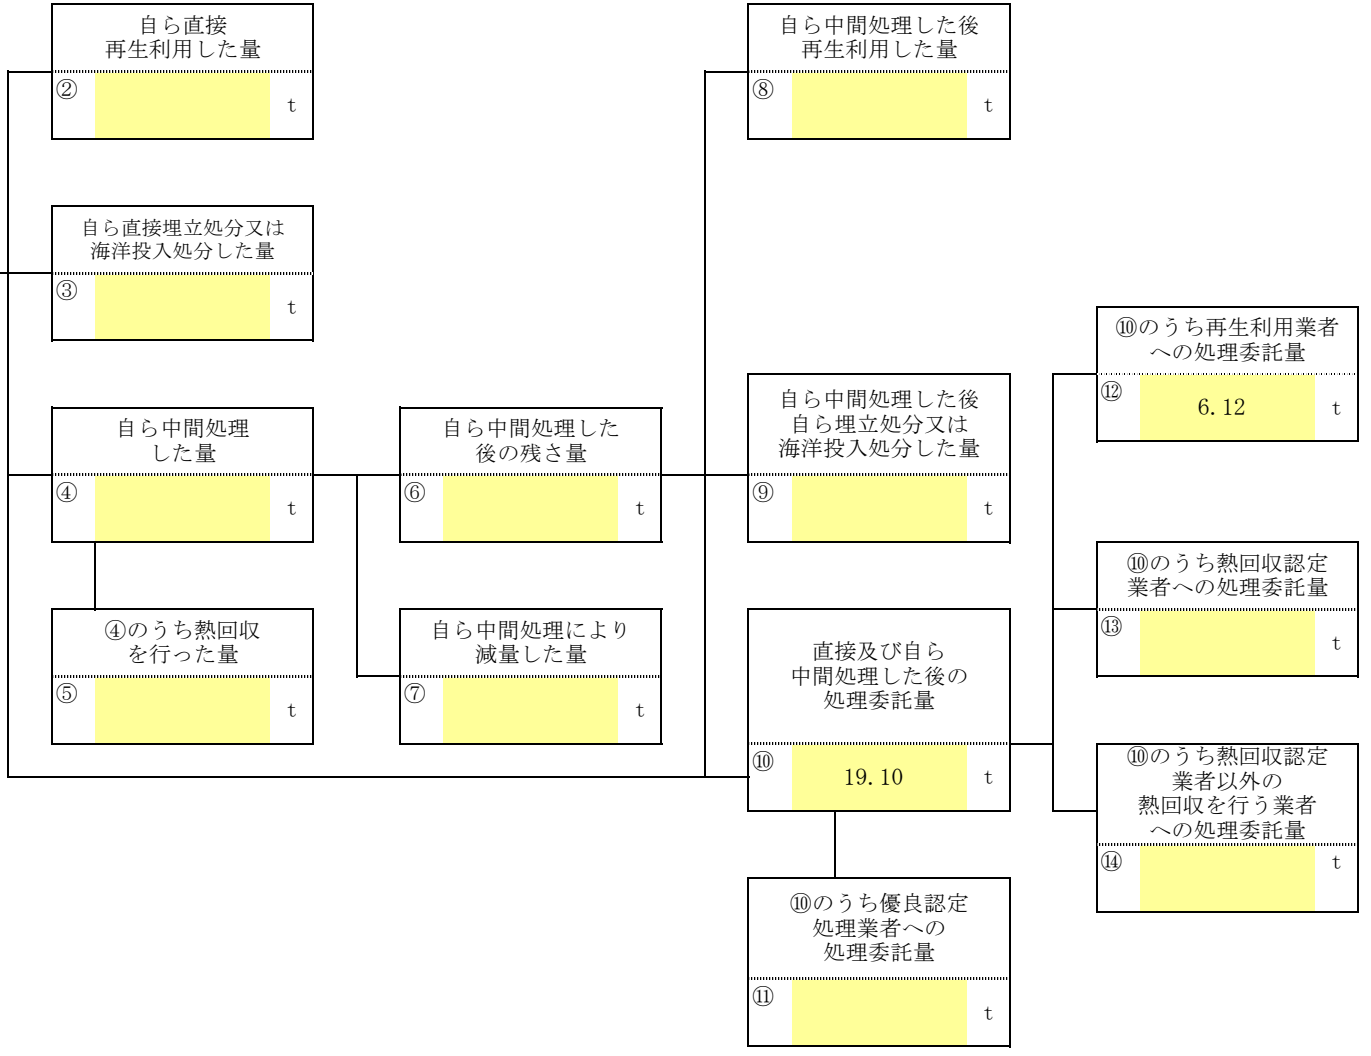 自ら直接
再生利用した量
②
t
自ら中間処理した後
再生利用した量
⑧
t
自ら直接埋立処分又は
海洋投入処分した量
③
t
⑩のうち再生利用業者
への処理委託量
⑫
6.12
t
自ら中間処理
した量
④
t
自ら中間処理した
後の残さ量
⑥
t
自ら中間処理した後
自ら埋立処分又は
海洋投入処分した量
⑨
t
⑩のうち熱回収認定
業者への処理委託量
⑬
t
④のうち熱回収
を行った量
⑤
t
自ら中間処理により
減量した量
⑦
t
直接及び自ら
中間処理した後の
処理委託量
⑩
19.10
t
⑩のうち熱回収認定
業者以外の
熱回収を行う業者
への処理委託量
⑭
t
⑩のうち優良認定
処理業者への
処理委託量
⑪
t